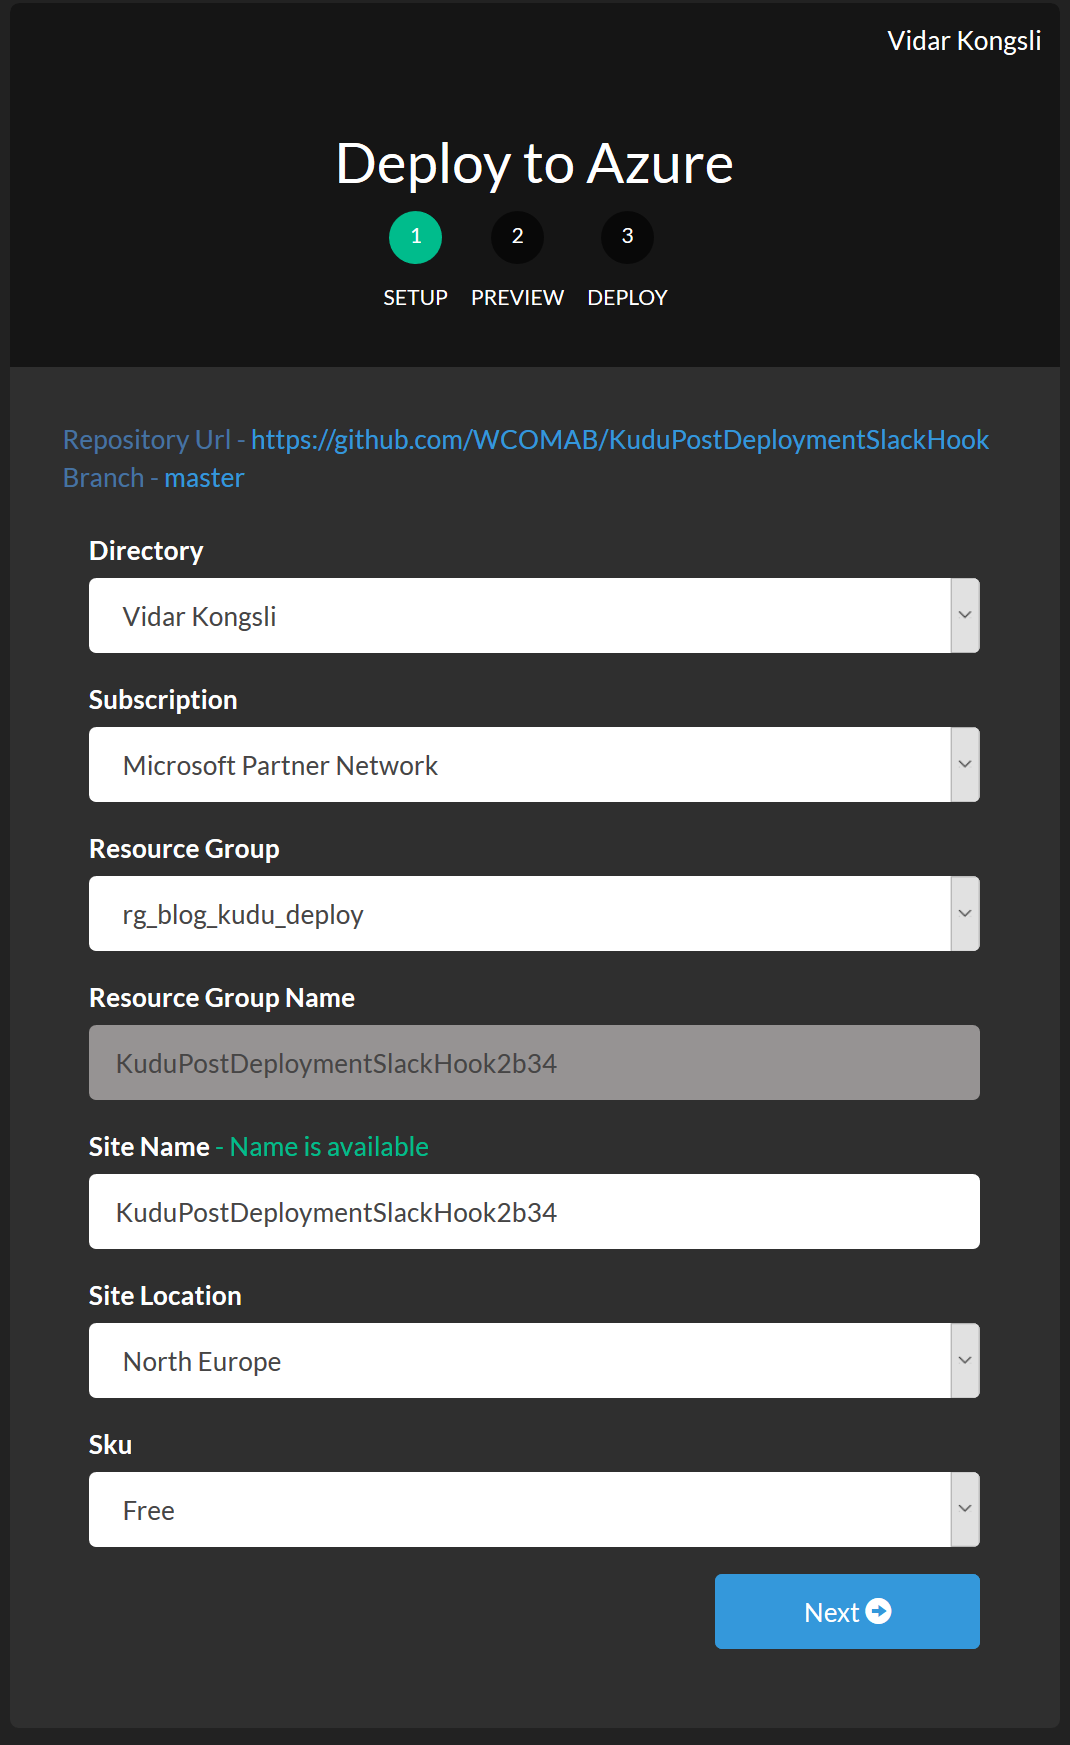 Vidar Kongsli
Deploy to Azure
1 2 3
SETUP PREVIEW DEPLOY
Repository Url - https://github.com/WCOMAB/KuduPostDeploymentSlackHook
Branch - master
Directory
Vidar Kongsli
Subscription
Microsoft Partner Network
Resource Group
rg_blog_kudu_deploy
Resource Group Name
KuduPostDeploymentSlackHook2b34
Site Name - Name is available
KuduPostDeploymentSlackHook2b34
Site Location
North Europe
Sku
Free
Next